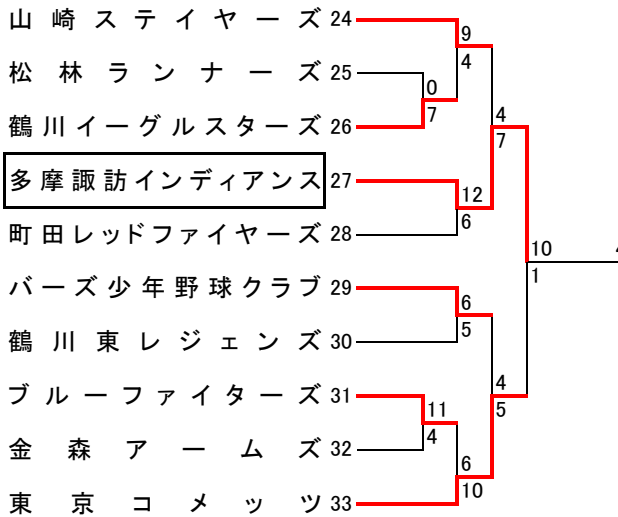 山崎ステイヤーズ 24
9
4
松林ランナーズ 25
0
7
鶴川イーグルスターズ 26
4
7
多摩諏訪インディアンス 27
12
6
町田レッドファイヤーズ 28
10
1
バーズ少年野球クラブ 29
6
5
鶴川東レジェンズ 30
4
5
ブルーファイターズ 31
11
4
金森アームズ 32
6
10
東京コメッツ 33